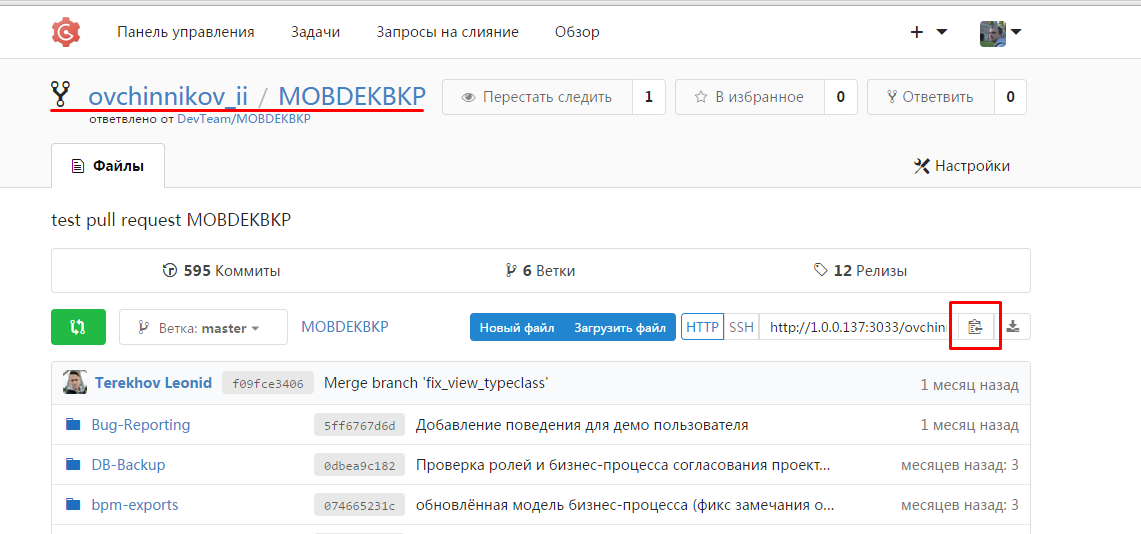 Панель управления Задачи Запросы на слияние Обзор
ovchinnikov_ii / MOBDEKBKP Перестать следить 1 В избранное 0 Ответвить 0
ответвлено от DevTeam/MOBDEKBKP
Файлы Настройки
test pull request MOBDEKBKP
595 Коммиты 6 Ветки 12 Релизы
Ветка: master MOBDEKBKP Новый файл Загрузить файл HTTP SSH http://1.0.0.137:3033/ovchin
Terekhov Leonid f09fce3406 Merge branch 'fix_view_typeclass' 1 месяц назад
Bug-Reporting 5ff6767d6d Добавление поведения для демо пользователя 1 месяц назад
DB-Backup 0dbea9c182 Проверка ролей и бизнес-процесса согласования проект... месяцев назад: 3
bpm-exports 074665231c обновлённая модель бизнес-процесса (фикс замечания о... месяцев назад: 3